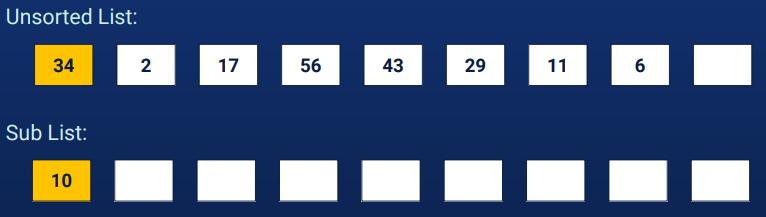 Unsorted List:
34 2 17 56 43 29 11 6
Sub List:
10